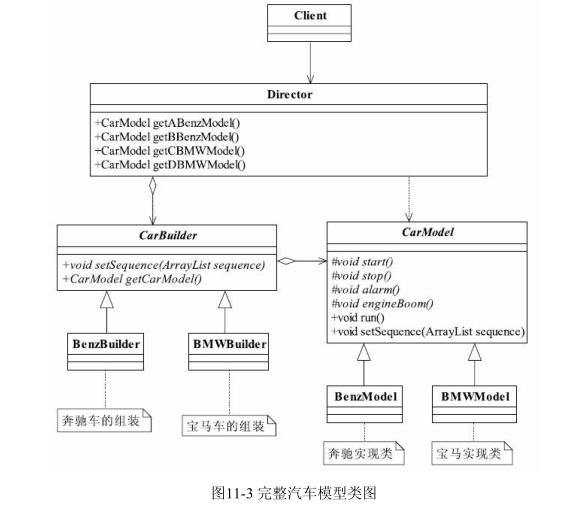 Client
Director
+CarModel getABenzModel()
+CarModel getBBenzModel()
+CarModel getCBMWModel()
+CarModel getDBMWModel()
CarBuilder
+void setSequence(ArrayList sequence)
+CarModel getCarModel()
CarModel
#void start()
#void stop()
#void alarm()
#void engineBoom()
+void run()
+void setSequence(ArrayList sequence)
BenzBuilder
BMWBuilder
BenzModel
BMWModel
奔驰车的组装
宝马车的组装
奔驰实现类
宝马实现类
图11-3 完整汽车模型类图